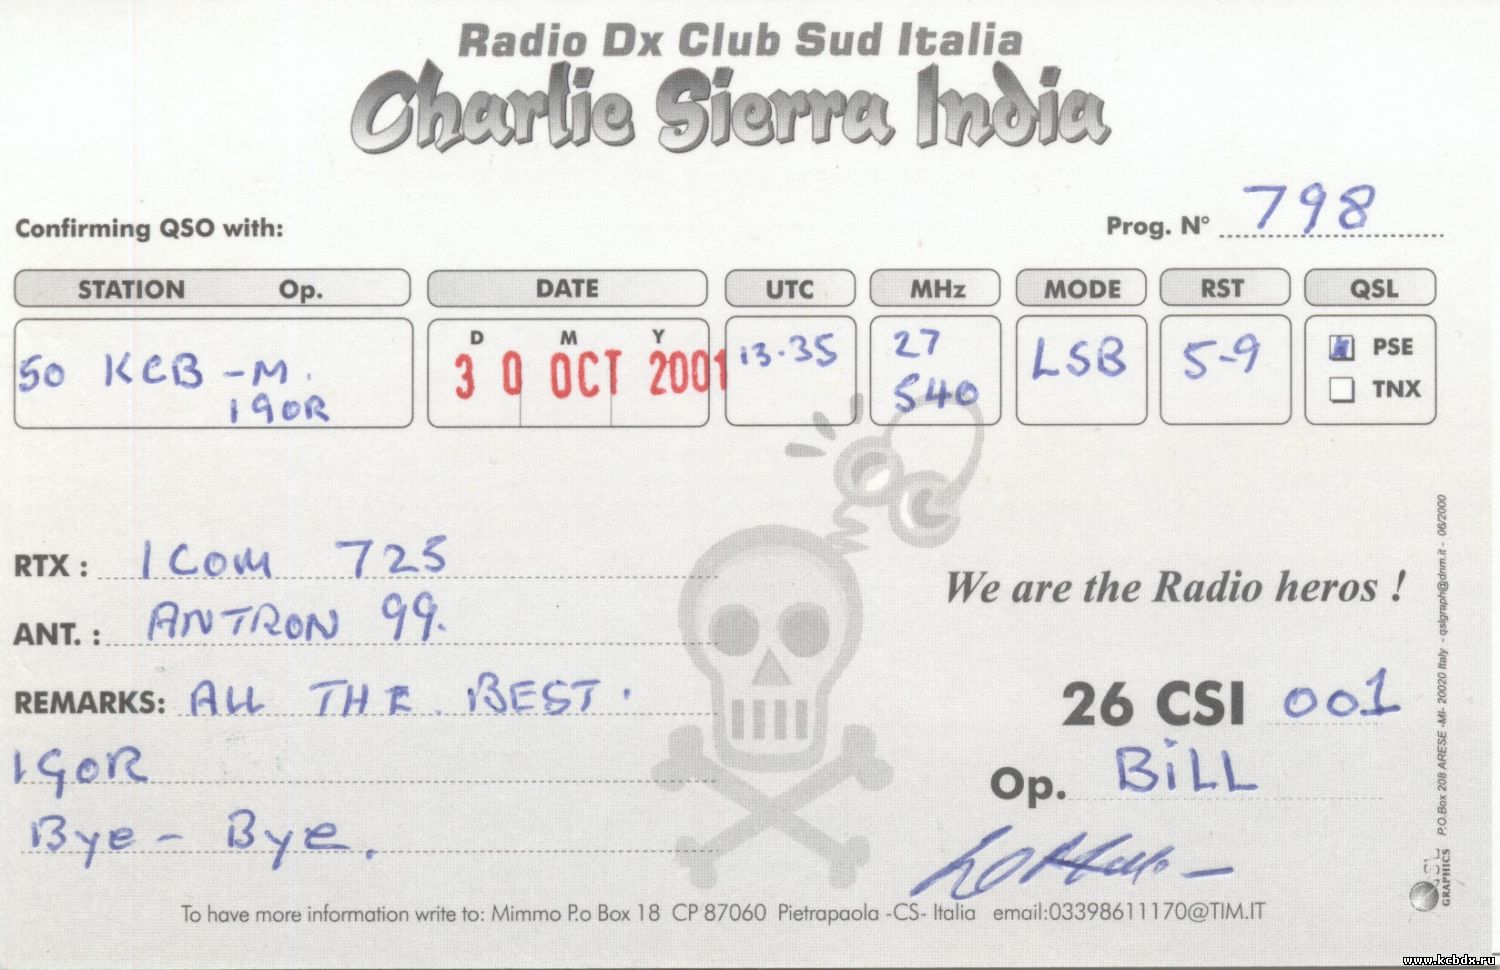 Radio Dx Club Sud Italia
Charlie Sierra India
Confirming QSO with:
Prog. N° 798
STATION Op. DATE UTC MHz MODE RST QSL
D M Y
50 KCB-M. IGOR
30 OCT 2001
13.35
27 540
LSB
5-9
PSE
TNX
RTX : ICOM 725
ANT. : ANTRON 99.
REMARKS: ALL THE BEST.
IGOR
Bye - Bye.
We are the Radio heros !
26 CSI 001
Op. BiLL
To have more information write to: Mimmo P.o Box 18 CP 87060 Pietrapaola -CS- Italia email:03398611170@TIM.IT
P.O.Box 208 ARESE -MI- 20020 Italy - qslgraph@dnm.it - 06/2000
QSL GRAPHICS
www.kcbdx.ru